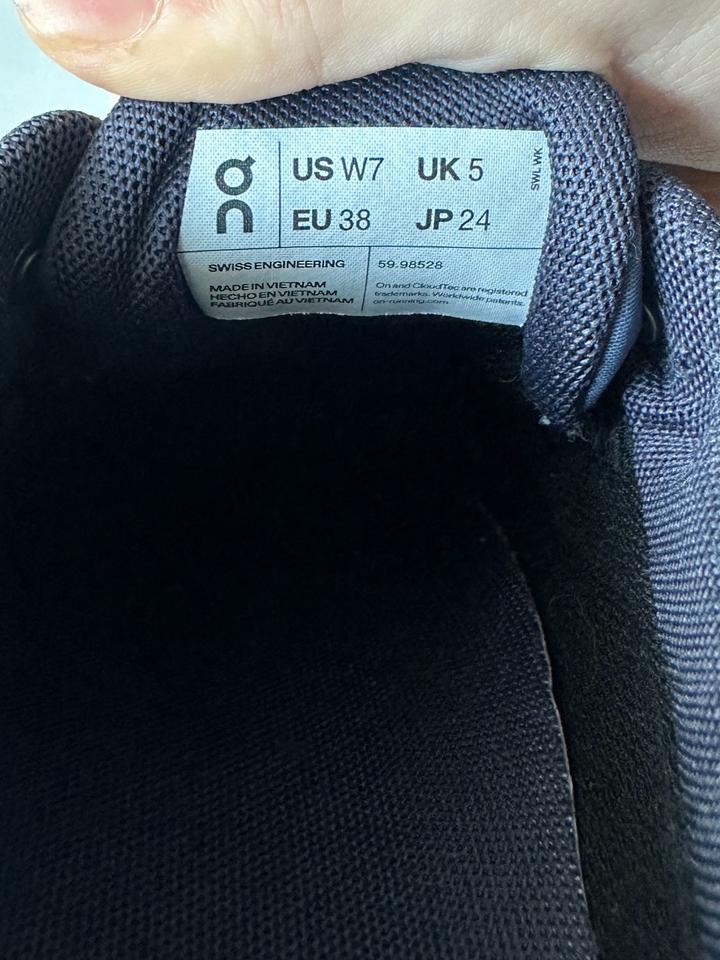 On
US W7 UK 5
EU 38 JP 24
SWL WK
SWISS ENGINEERING
59.98528
MADE IN VIETNAM
HECHO EN VIETNAM
FABRIQUÉ AU VIETNAM
On and CloudTec are registered
trademarks. Worldwide patents.
on-running.com